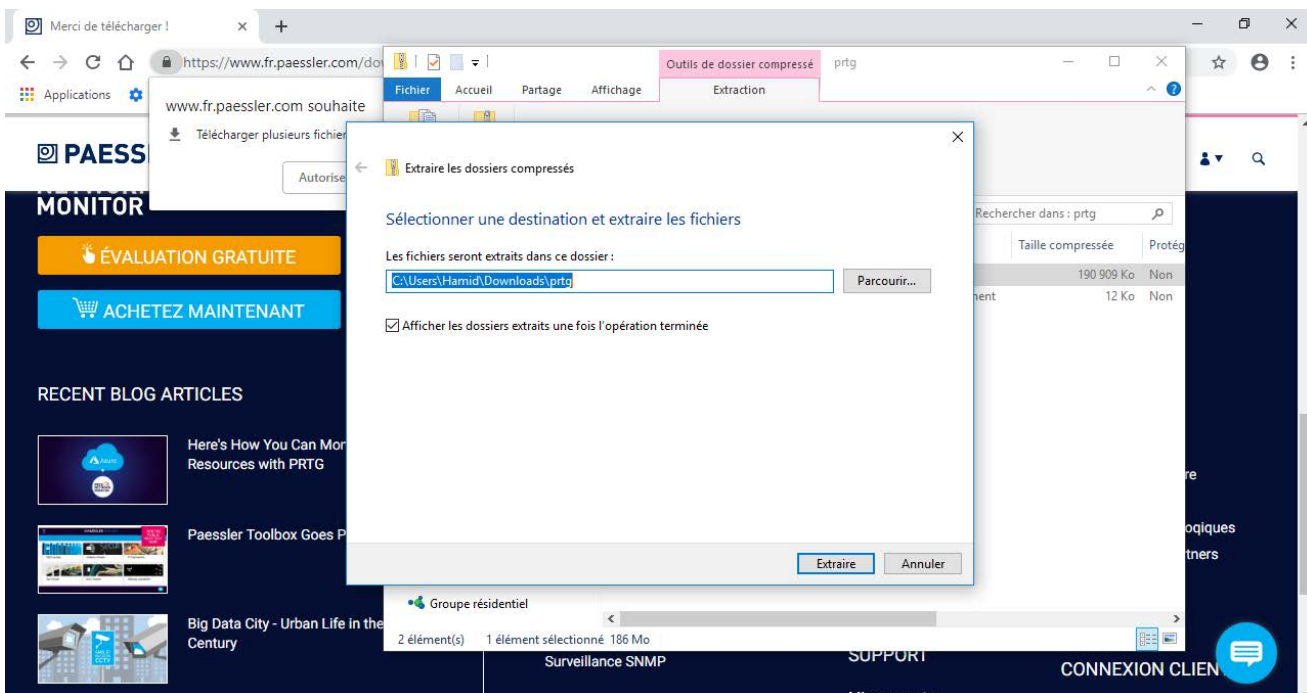 Merci de télécharger !
https://www.fr.paessler.com/do
Applications
www.fr.paessler.com souhaite
Télécharger plusieurs fichier
Autorise
PAESS
MONITOR
ÉVALUATION GRATUITE
ACHETEZ MAINTENANT
RECENT BLOG ARTICLES
Here's How You Can Mor
Resources with PRTG
Paessler Toolbox Goes P
Big Data City - Urban Life in the
Century
Outils de dossier compressé
prtg
Fichier
Accueil
Partage
Affichage
Extraction
Extraire les dossiers compressés
Sélectionner une destination et extraire les fichiers
Les fichiers seront extraits dans ce dossier :
C:\Users\Hamid\Downloads\prtg
Parcourir...
Afficher les dossiers extraits une fois l'opération terminée
Extraire
Annuler
Rechercher dans : prtg
Taille compressée
Protég
190 909 Ko
Non
nent
12 Ko
Non
Groupe résidentiel
2 élément(s)
1 élément sélectionné 186 Mo
re
ogiques
tners
Surveillance SNMP
SUPPORT
CONNEXION CLIEN